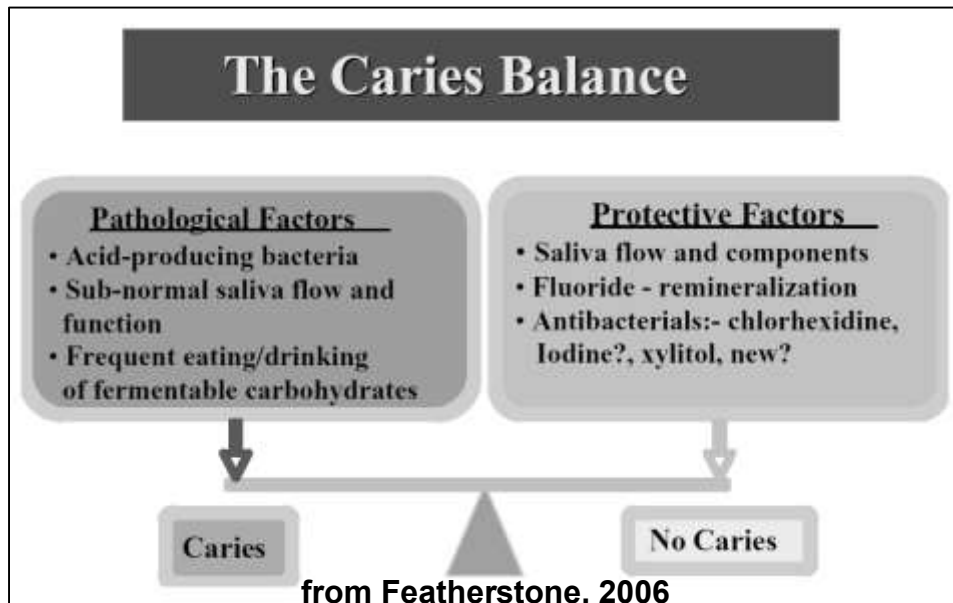 The Caries Balance
Pathological Factors
• Acid-producing bacteria
• Sub-normal saliva flow and
function
• Frequent eating/drinking
of fermentable carbohydrates
Protective Factors
• Saliva flow and components
• Fluoride - remineralization
• Antibacterials:- chlorhexidine,
Iodine?, xylitol, new?
Caries
No Caries
from Featherstone, 2006